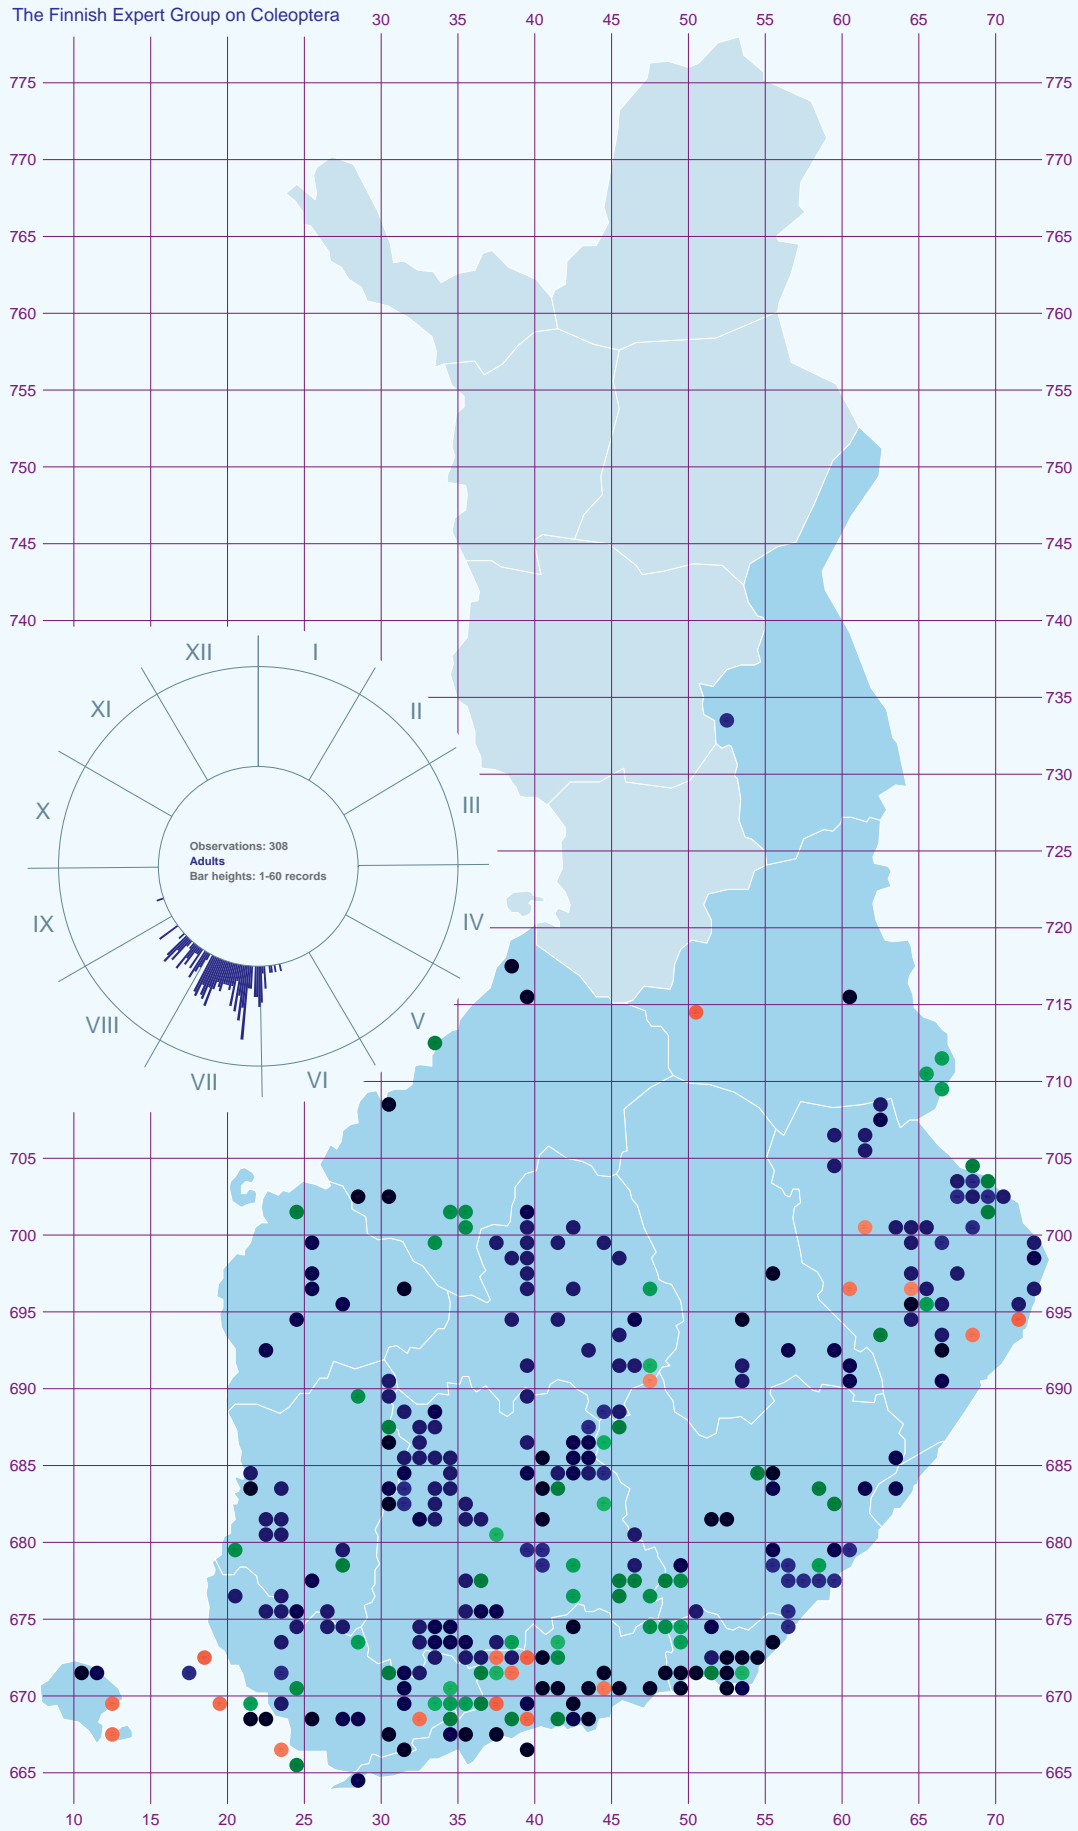 The Finnish Expert Group on Coleoptera
30 40 45 50 55 60 70
775 775
770 770
765 765
760 760
755 755
750 750
745 745
740 740
XII I
XI II
735
730
X III
Observations: 308
Adults
Bar heights: 1-60 records
725
IX IV
720
VIII V
715
VII VI
710
705 705
700 700
695 695
690 690
685 685
680 680
675 675
670 670
665 665
10 15 20 25 30 35 40 45 50 55 60 65 70